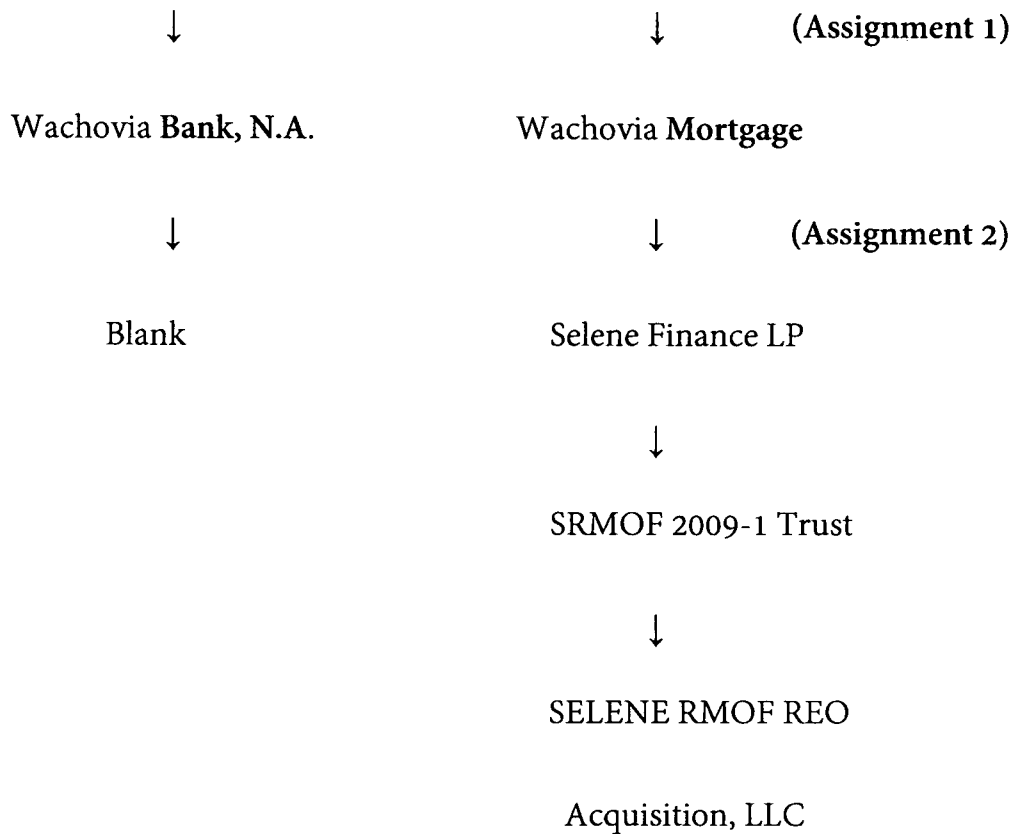 ↓ ↓ (Assignment 1)
Wachovia Bank, N.A. Wachovia Mortgage
↓ ↓ (Assignment 2)
Blank Selene Finance LP
↓
SRMOF 2009-1 Trust
↓
SELENE RMOF REO
Acquisition, LLC